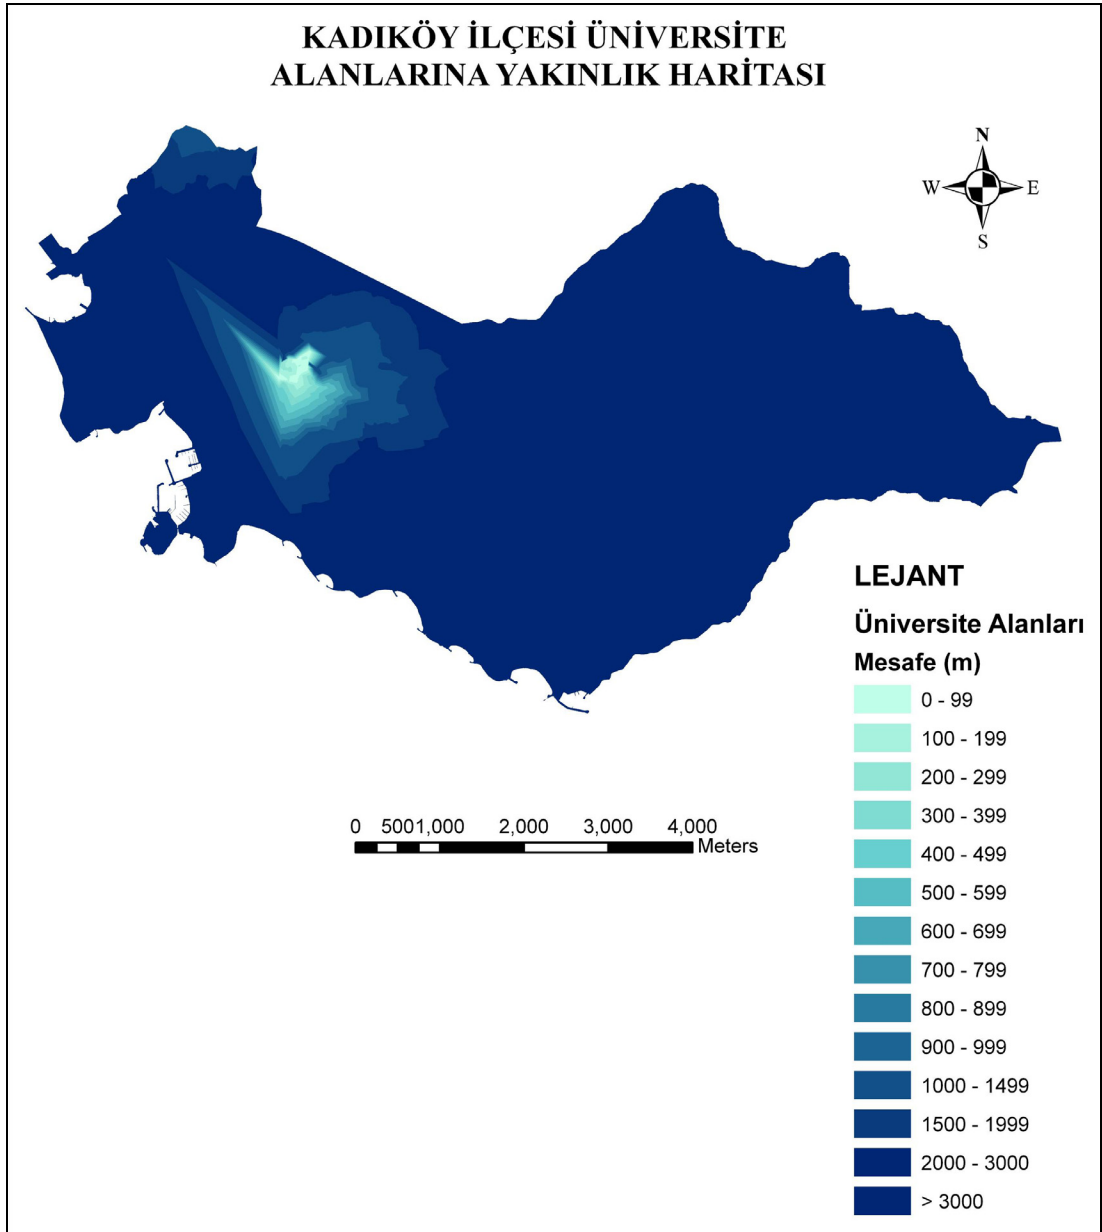 KADIKÖY İLÇESİ ÜNİVERSİTE
ALANLARINA YAKINLIK HARİTASI
N
W E
S
LEJANT
Üniversite Alanları
Mesafe (m)
0 - 99
100 - 199
200 - 299
300 - 399
400 - 499
500 - 599
600 - 699
700 - 799
800 - 899
900 - 999
1000 - 1499
1500 - 1999
2000 - 3000
> 3000
0 500 1,000 2,000 3,000 4,000
Meters